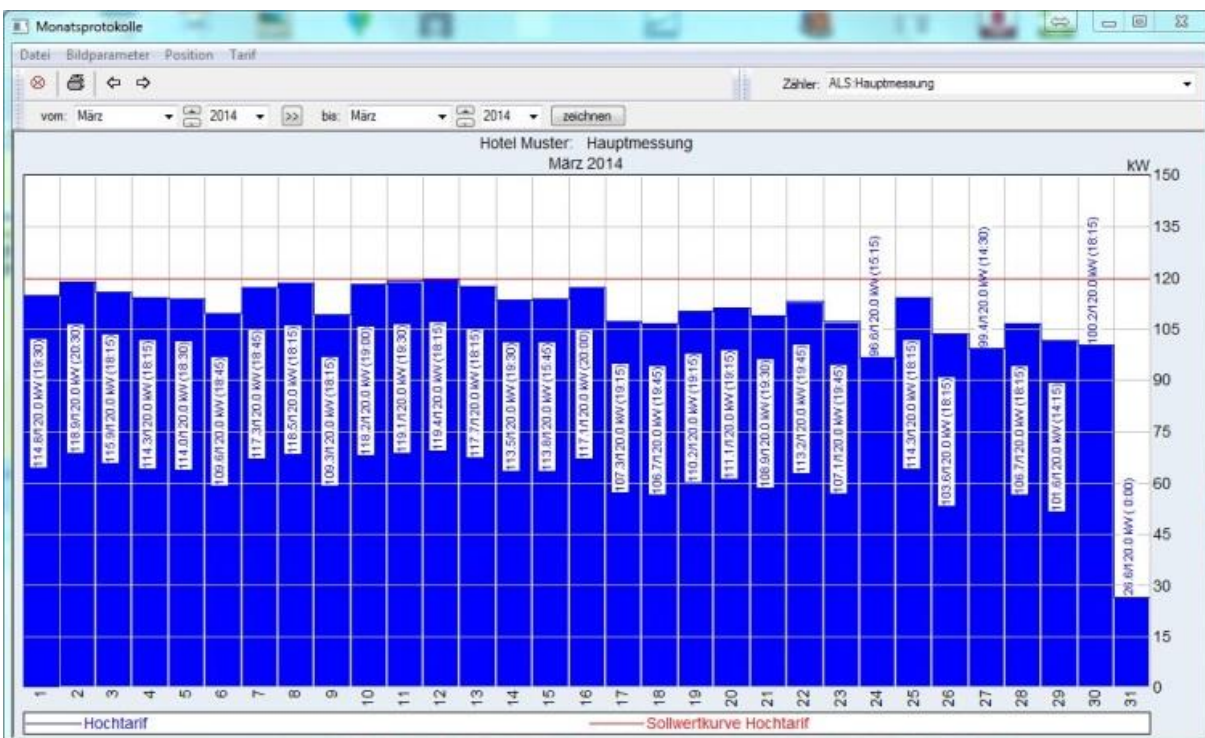 Monatsprotokolle
Datei Bildparameter Position Tarif
Zähler: ALS:Hauptmessung
vom: März 2014 >> bis: März 2014 zeichnen
Hotel Muster: Hauptmessung
März 2014
kW
150
135
120
105
90
75
60
45
30
15
0
114.8/120.0 kW (19:30)
118.9/120.0 kW (20:30)
115.9/120.0 kW (18:15)
114.3/120.0 kW (18:15)
114.0/120.0 kW (18:30)
109.6/120.0 kW (18:45)
117.3/120.0 kW (18:45)
118.5/120.0 kW (18:15)
109.3/120.0 kW (18:15)
118.2/120.0 kW (19:00)
119.1/120.0 kW (19:30)
119.4/120.0 kW (18:15)
117.7/120.0 kW (18:15)
113.5/120.0 kW (19:30)
113.8/120.0 kW (15:45)
117.1/120.0 kW (20:00)
107.3/120.0 kW (19:15)
106.7/120.0 kW (19:45)
110.2/120.0 kW (19:15)
111.1/120.0 kW (19:15)
108.9/120.0 kW (19:30)
113.2/120.0 kW (19:45)
107.1/120.0 kW (19:45)
96.6/120.0 kW (15:15)
114.3/120.0 kW (18:15)
103.6/120.0 kW (18:15)
99.4/120.0 kW (14:30)
106.7/120.0 kW (18:15)
101.6/120.0 kW (14:15)
100.2/120.0 kW (18:15)
26.6/120.0 kW ( 0:00)
1 2 3 4 5 6 7 8 9 10 11 12 13 14 15 16 17 18 19 20 21 22 23 24 25 26 27 28 29 30 31
Hochtarif Sollwertkurve Hochtarif